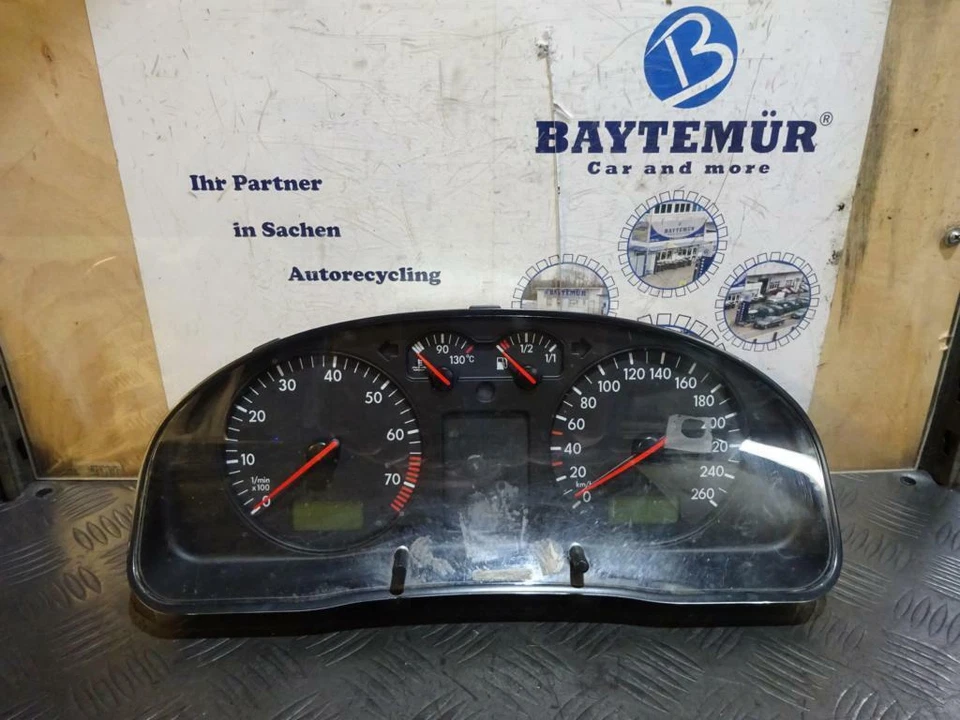 B
BAYTEMÜR®
Car and more
Ihr Partner
in Sachen
Autorecycling
BAYTEMÜR
BAYTEMÜR
90
130°C
1/2
1/1
0
10
20
30
40
50
60
70
1/min
x100
0
20
40
60
80
100
120
140
160
180
200
220
240
260
km/h